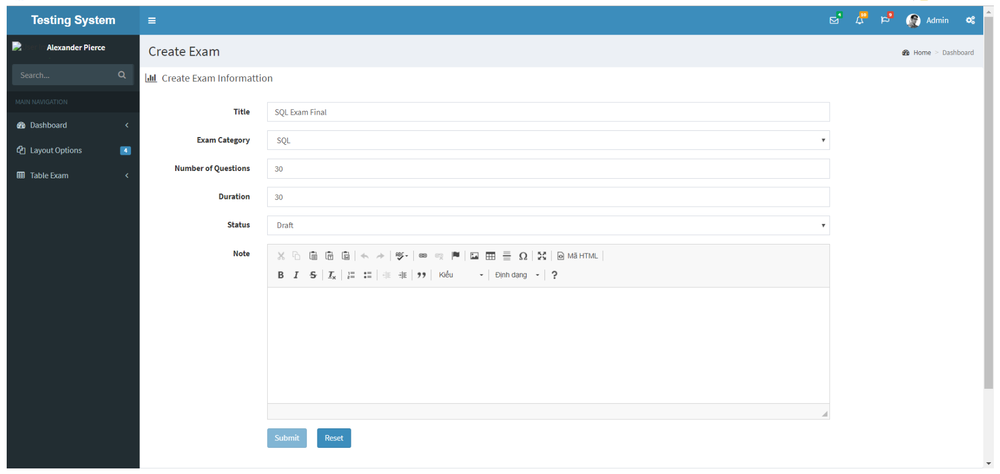 Testing System
4
10
9
Admin
Alexander Pierce
Create Exam
Home > Dashboard
Search...
Create Exam Informattion
MAIN NAVIGATION
Dashboard
Layout Options 4
Table Exam
Title SQL Exam Final
Exam Category SQL
Number of Questions 30
Duration 30
Status Draft
Note
ABC
Mã HTML
B I S Ix
Kiểu
Định dạng
?
Submit
Reset